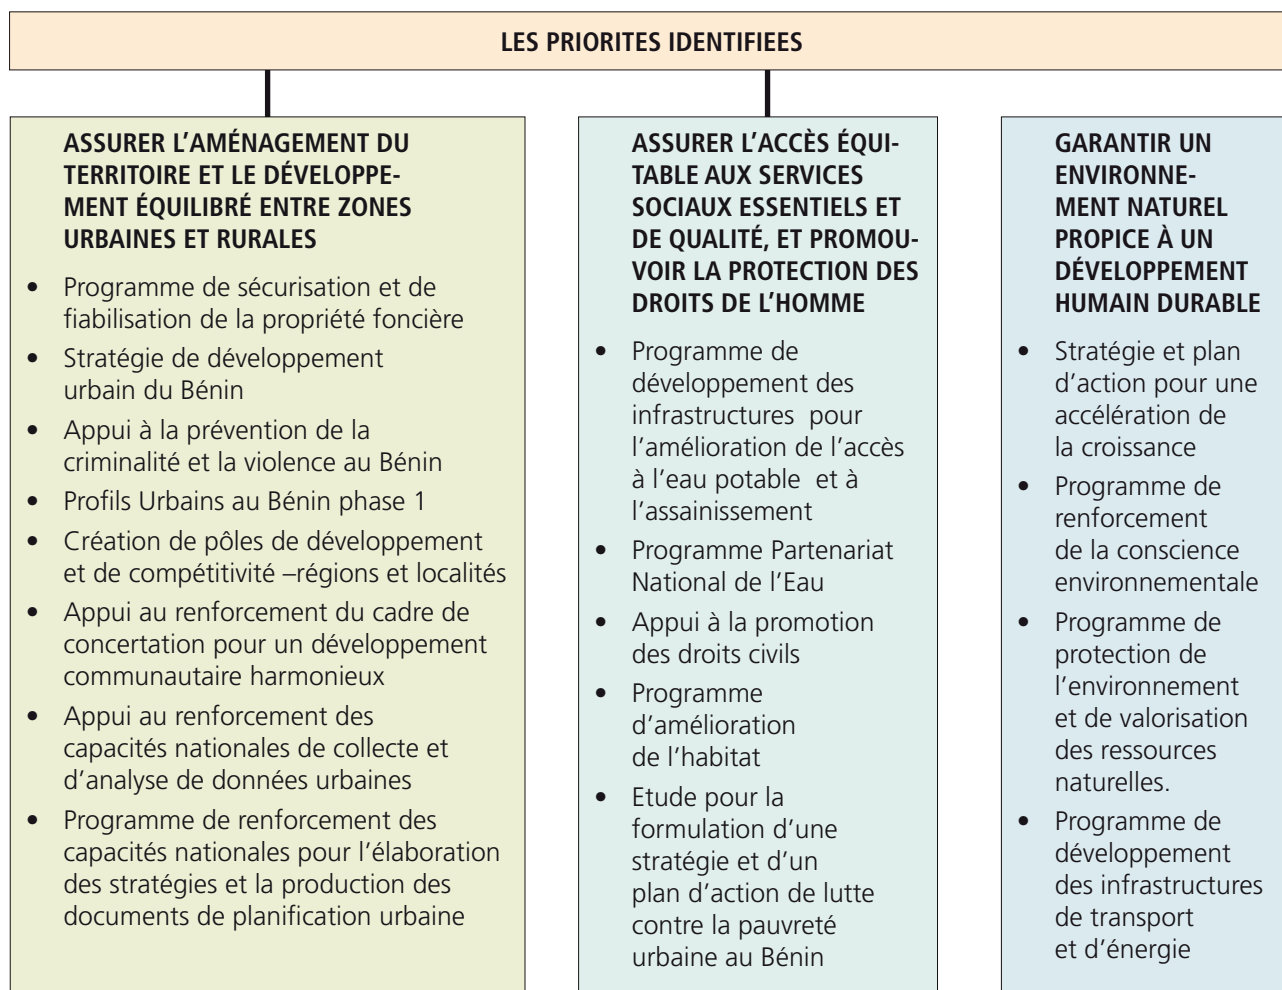 LES PRIORITES IDENTIFIEES
ASSURER L'AMÉNAGEMENT DU
TERRITOIRE ET LE DÉVELOPPE-
MENT ÉQUILIBRÉ ENTRE ZONES
URBAINES ET RURALES
• Programme de sécurisation et de
fiabilisation de la propriété foncière
• Stratégie de développement
urbain du Bénin
• Appui à la prévention de la
criminalité et la violence au Bénin
• Profils Urbains au Bénin phase 1
• Création de pôles de développement
et de compétitivité –régions et localités
• Appui au renforcement du cadre de
concertation pour un développement
communautaire harmonieux
• Appui au renforcement des
capacités nationales de collecte et
d'analyse de données urbaines
• Programme de renforcement des
capacités nationales pour l'élaboration
des stratégies et la production des
documents de planification urbaine
ASSURER L'ACCÈS ÉQUI-
TABLE AUX SERVICES
SOCIAUX ESSENTIELS ET
DE QUALITÉ, ET PROMOU-
VOIR LA PROTECTION DES
DROITS DE L'HOMME
• Programme de
développement des
infrastructures pour
l'amélioration de l'accès
à l'eau potable et à
l'assainissement
• Programme Partenariat
National de l'Eau
• Appui à la promotion
des droits civils
• Programme
d'amélioration
de l'habitat
• Etude pour la
formulation d'une
stratégie et d'un
plan d'action de lutte
contre la pauvreté
urbaine au Bénin
GARANTIR UN
ENVIRONNE-
MENT NATUREL
PROPICE À UN
DÉVELOPPEMENT
HUMAIN DURABLE
• Stratégie et plan
d'action pour une
accélération de
la croissance
• Programme de
renforcement
de la conscience
environnementale
• Programme de
protection de
l'environnement
et de valorisation
des ressources
naturelles.
• Programme de
développement
des infrastructures
de transport
et d'énergie